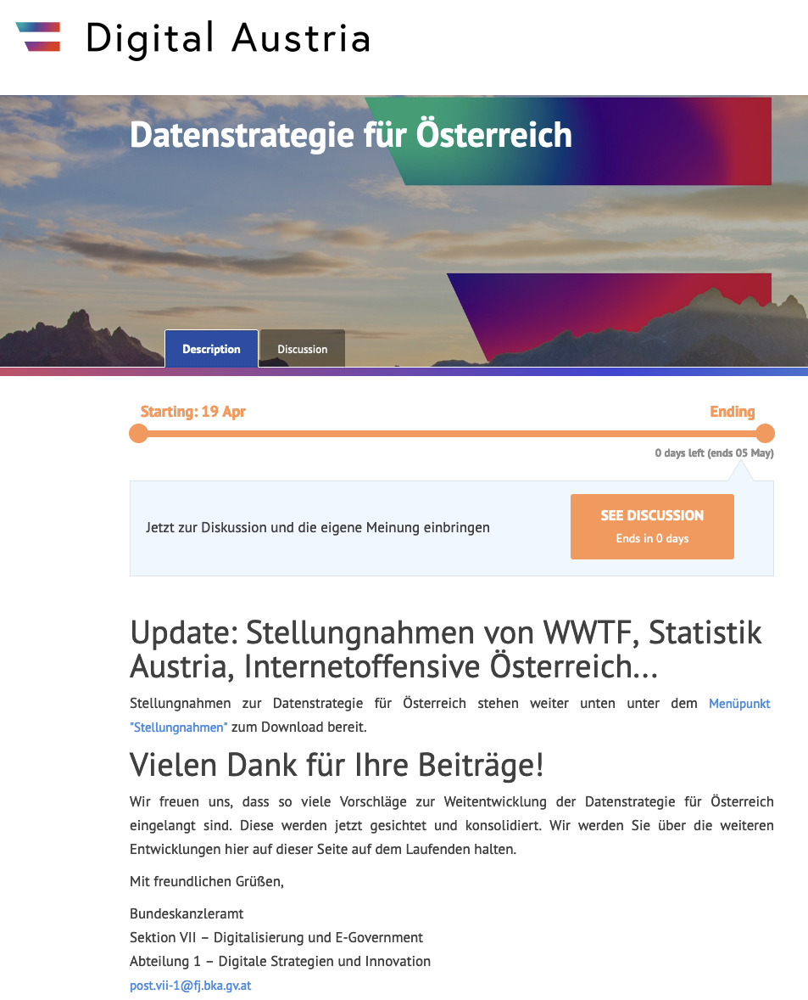 Digital Austria
Datenstrategie für Österreich
Description
Discussion
Starting: 19 Apr
Ending
0 days left (ends 05 May)
Jetzt zur Diskussion und die eigene Meinung einbringen
SEE DISCUSSION
Ends in 0 days
Update: Stellungnahmen von WWTF, Statistik
Austria, Internetoffensive Österreich...
Stellungnahmen zur Datenstrategie für Österreich stehen weiter unten unter dem Menüpunkt
"Stellungnahmen" zum Download bereit.
Vielen Dank für Ihre Beiträge!
Wir freuen uns, dass so viele Vorschläge zur Weitentwicklung der Datenstrategie für Österreich
eingelangt sind. Diese werden jetzt gesichtet und konsolidiert. Wir werden Sie über die weiteren
Entwicklungen hier auf dieser Seite auf dem Laufenden halten.
Mit freundlichen Grüßen,
Bundeskanzleramt
Sektion VII – Digitalisierung und E-Government
Abteilung 1 – Digitale Strategien und Innovation
post.vii-1@fj.bka.gv.at